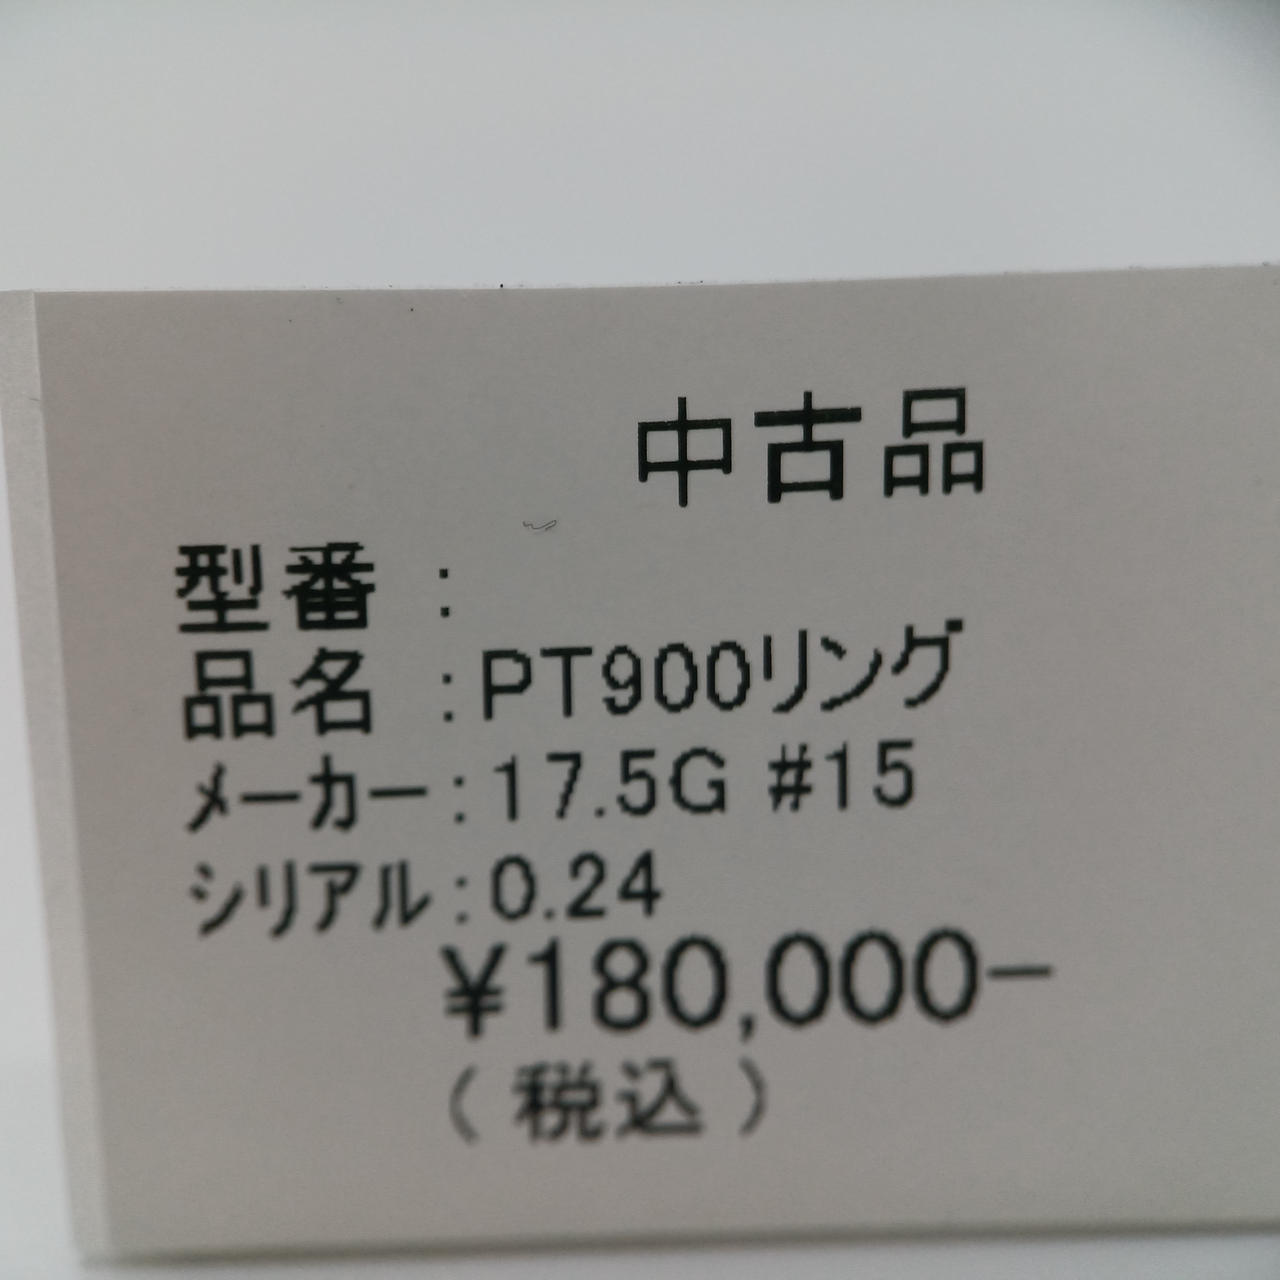 中古品
型番 :
品名 :PT900リング
メーカー:17.5G #15
シリアル:0.24
¥180,000−
(税込)